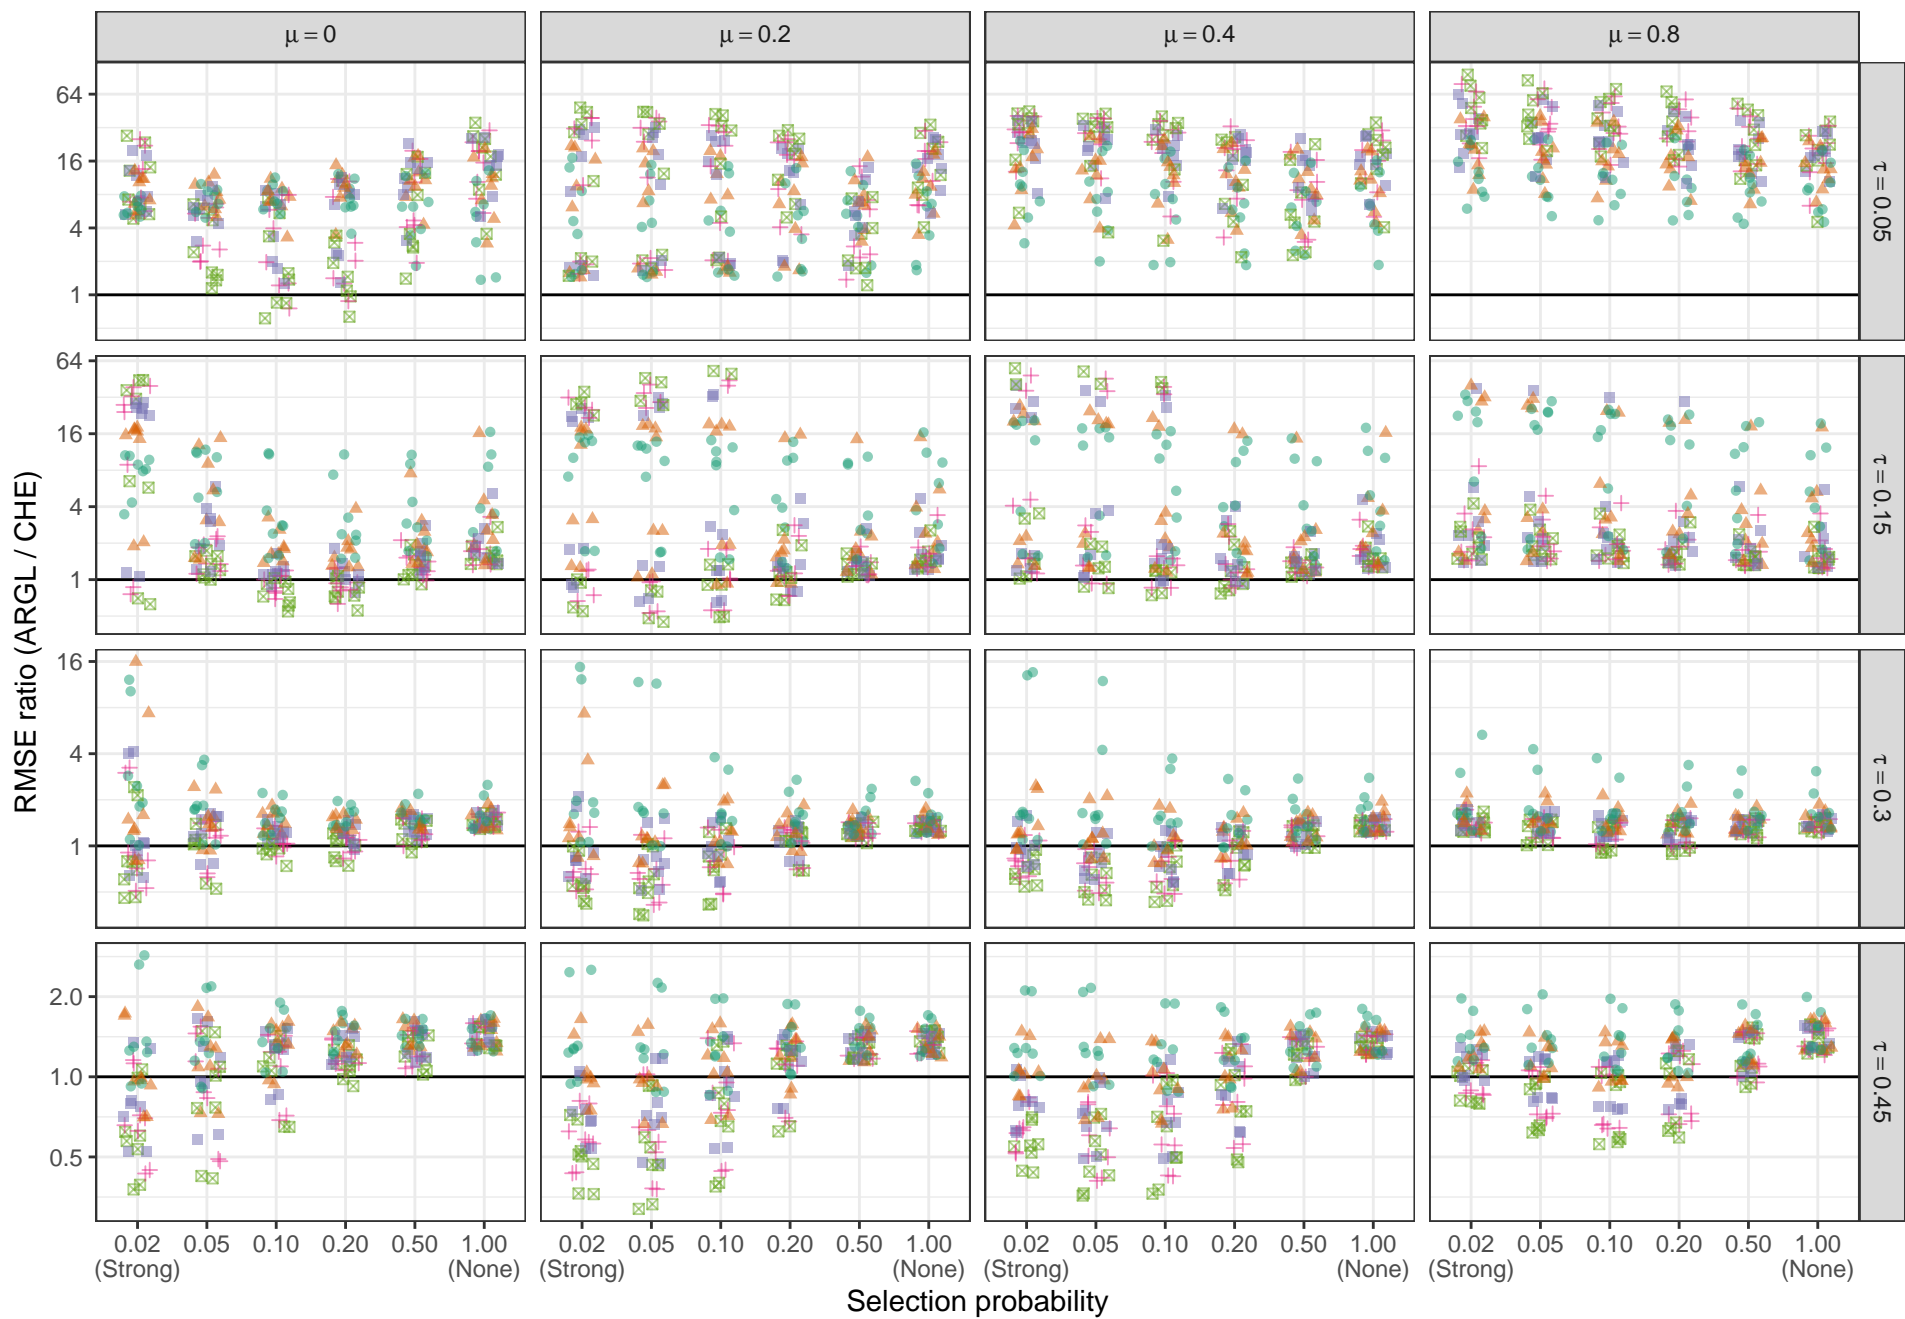 μ = 0
μ = 0.2
μ = 0.4
μ = 0.8
64
16
4
1
τ = 0.05
64
16
4
1
τ = 0.15
16
4
1
τ = 0.3
2.0
1.0
0.5
τ = 0.45
RMSE ratio (ARGL / CHE)
0.02 0.05 0.10 0.20 0.50 1.00 0.02 0.05 0.10 0.20 0.50 1.00 0.02 0.05 0.10 0.20 0.50 1.00 0.02 0.05 0.10 0.20 0.50 1.00
(Strong) (None) (Strong) (None) (Strong) (None) (Strong) (None)
Selection probability